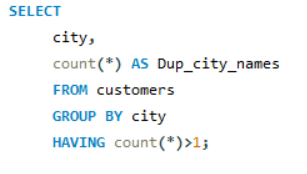 SELECT
city,
count(*) AS Dup_city_names
FROM customers
GROUP BY city
HAVING count(*)>1;